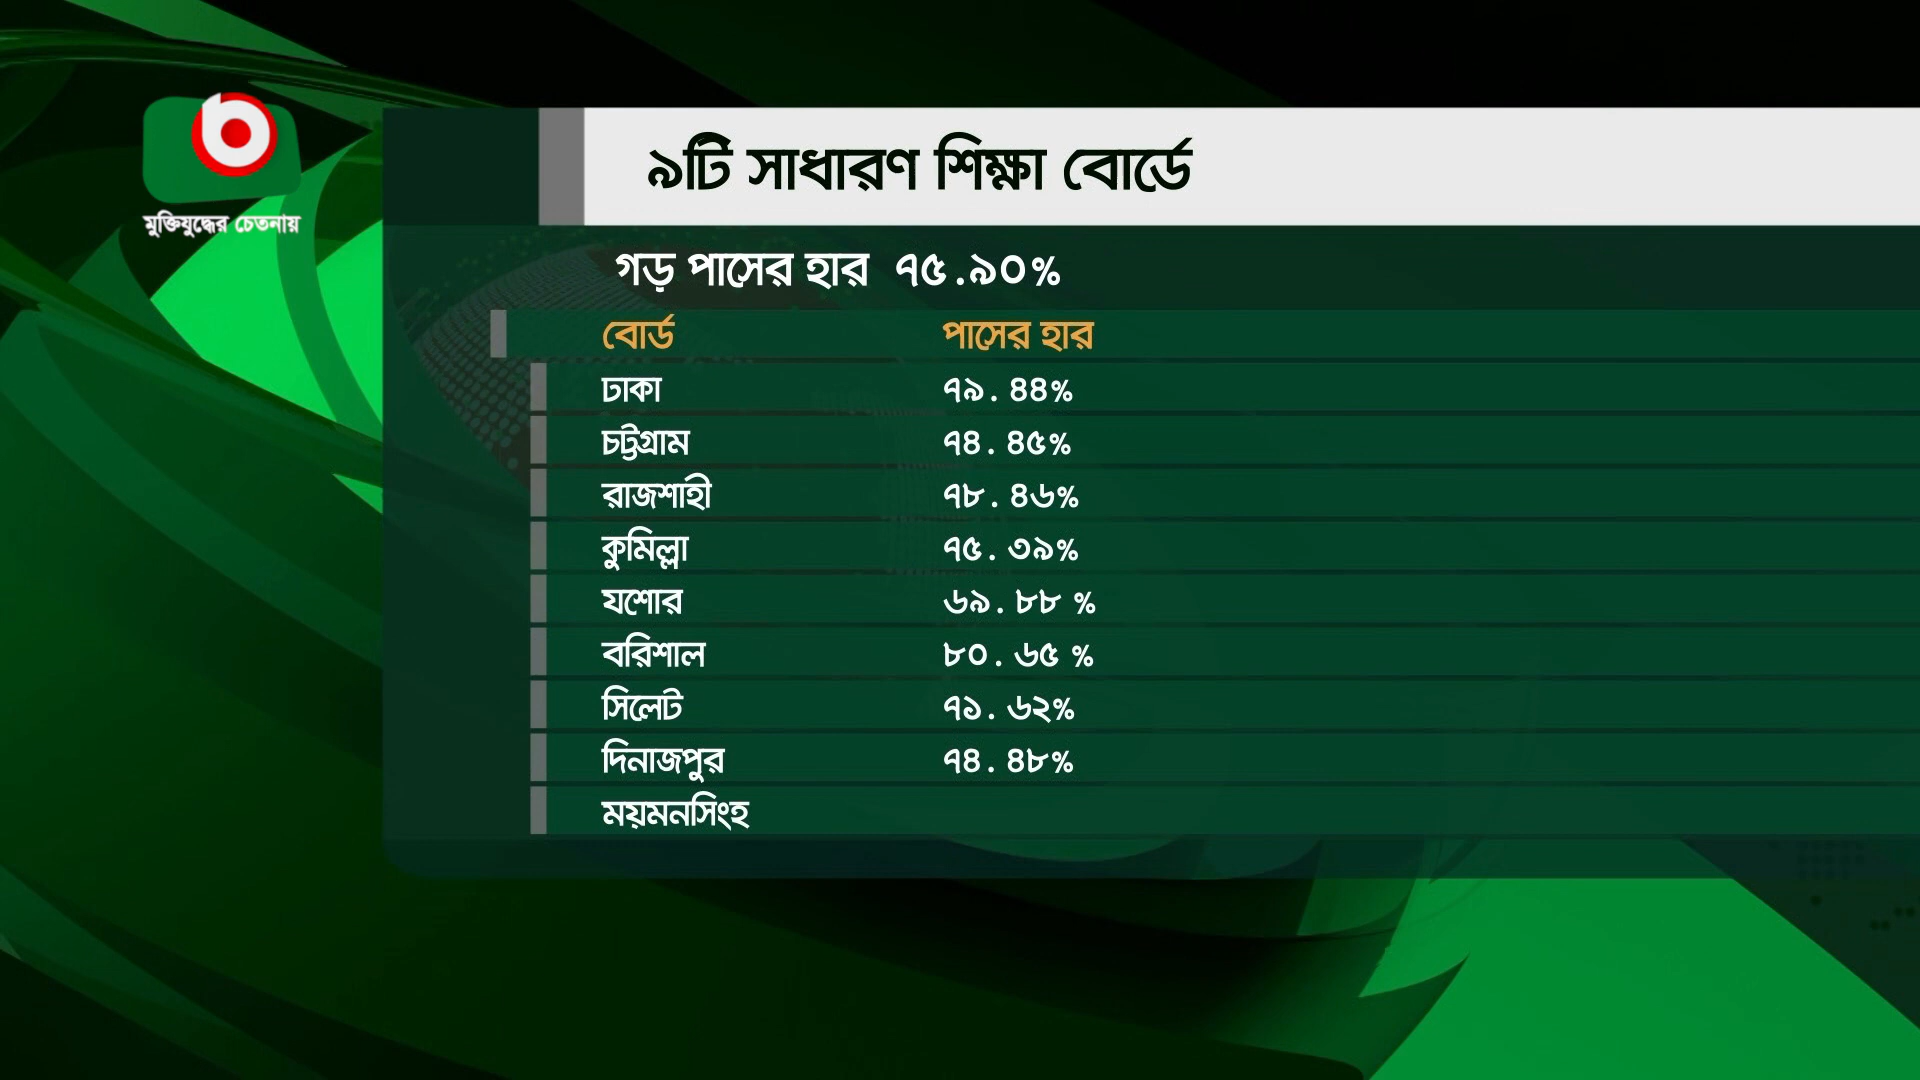 মুক্তিযুদ্ধের চেতনায়
৯টি সাধারণ শিক্ষা বোর্ডে
গড় পাসের হার ৭৫.৯০%
বোর্ড পাসের হার
ঢাকা ৭৯.৪৪%
চট্টগ্রাম ৭৪.৪৫%
রাজশাহী ৭৮.৪৬%
কুমিল্লা ৭৫.৩৯%
যশোর ৬৯.৮৮ %
বরিশাল ৮০.৬৫ %
সিলেট ৭১.৬২%
দিনাজপুর ৭৪.৪৮%
ময়মনসিংহ